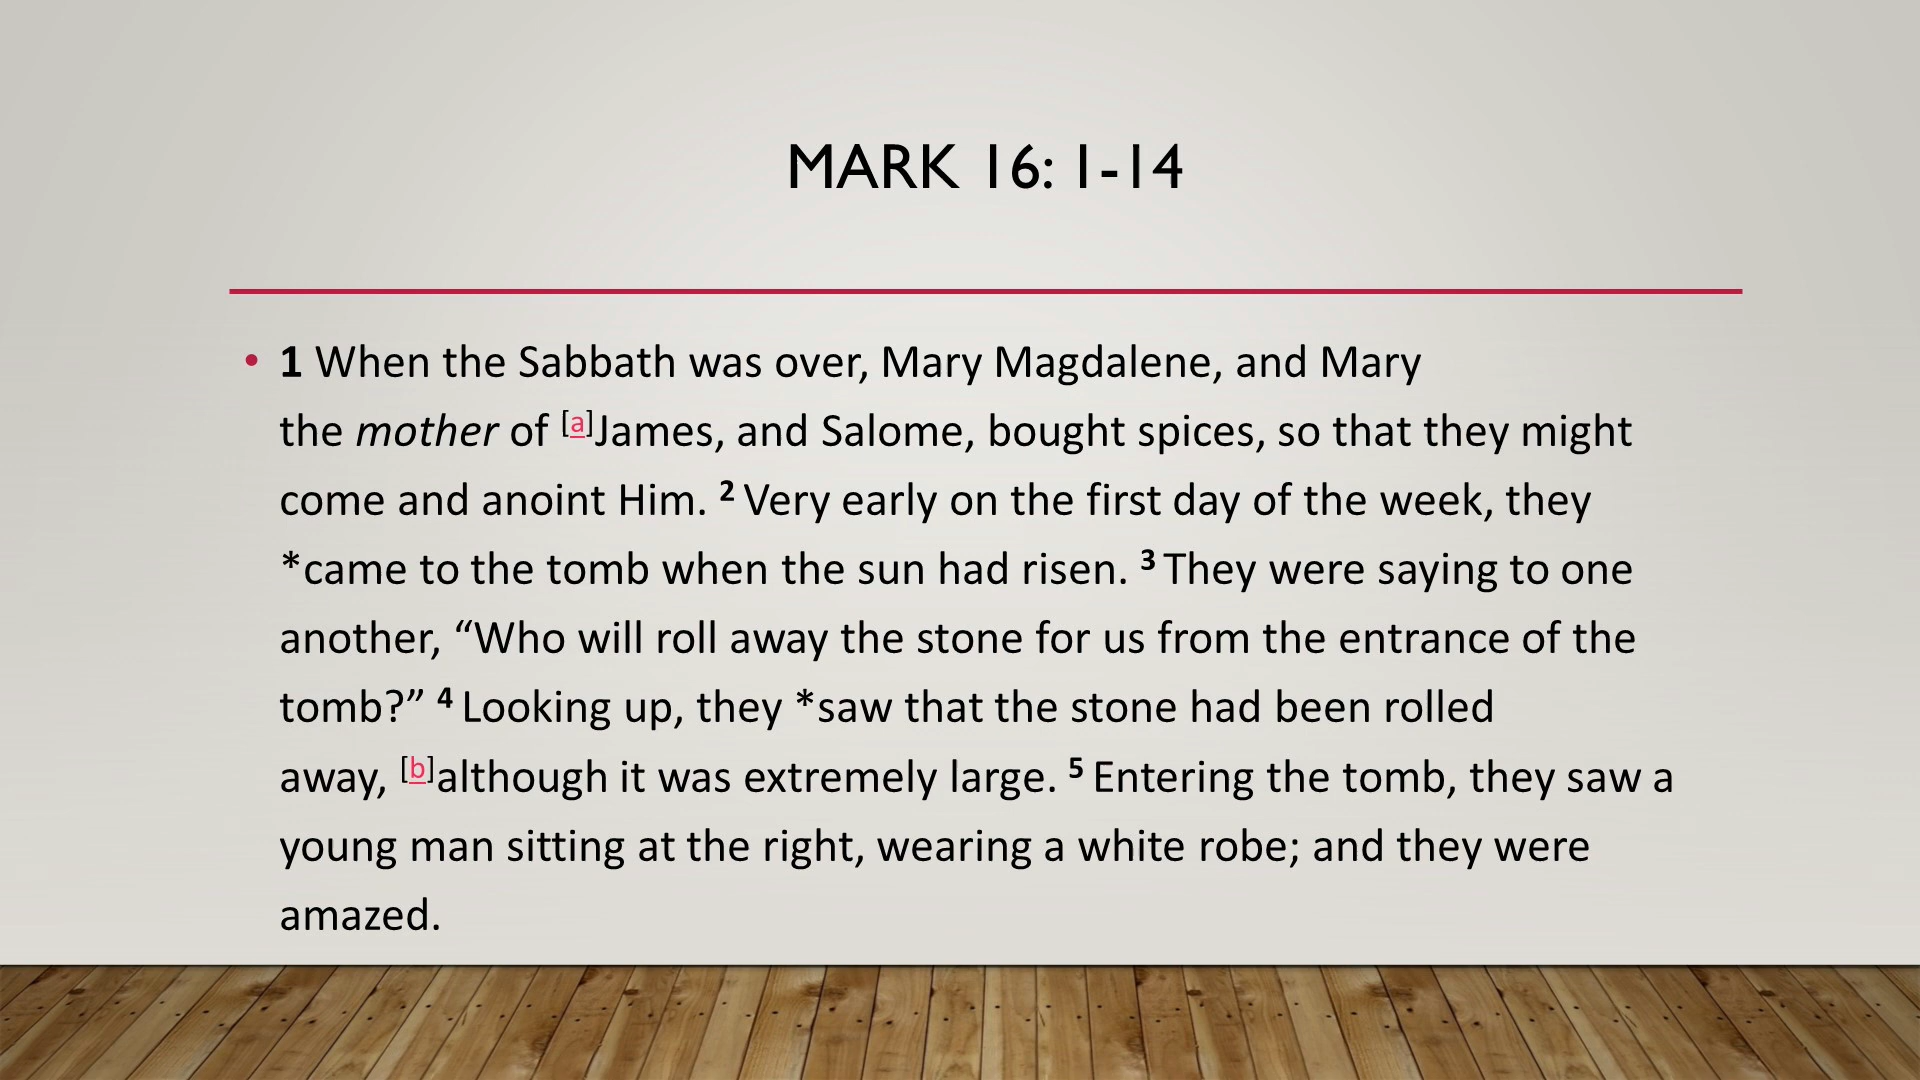 MARK 16: 1-14
• 1 When the Sabbath was over, Mary Magdalene, and Mary
the mother of [a]James, and Salome, bought spices, so that they might
come and anoint Him. 2 Very early on the first day of the week, they
*came to the tomb when the sun had risen. 3 They were saying to one
another, “Who will roll away the stone for us from the entrance of the
tomb?” 4 Looking up, they *saw that the stone had been rolled
away, [b]although it was extremely large. 5 Entering the tomb, they saw a
young man sitting at the right, wearing a white robe; and they were
amazed.